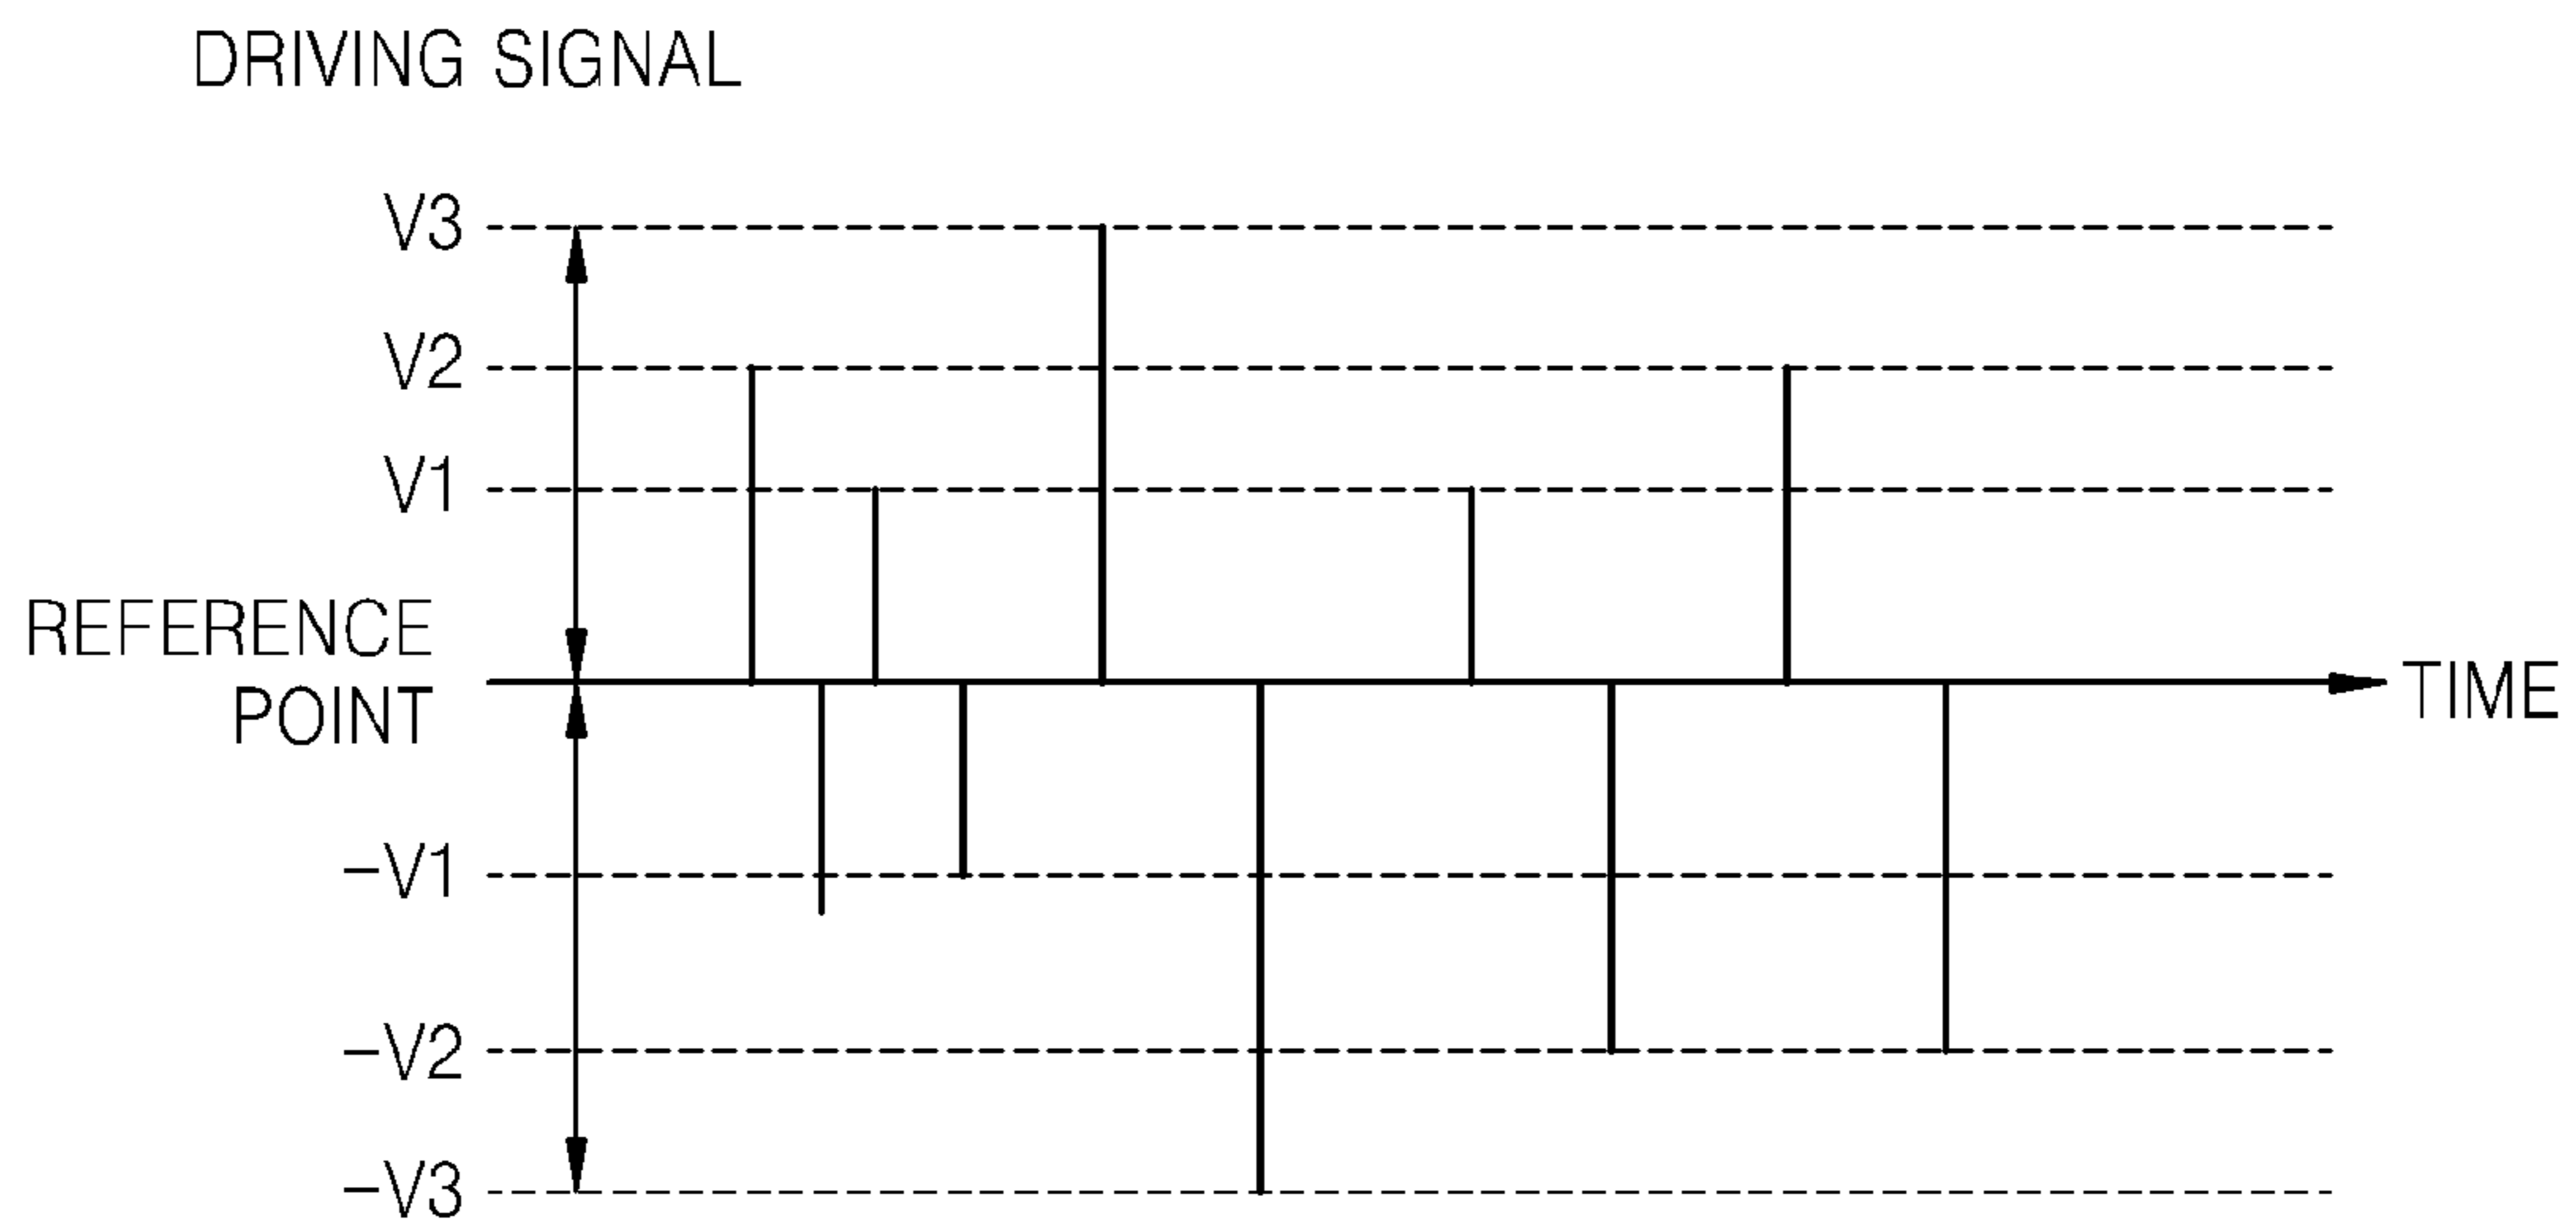 DRIVING SIGNAL
V3
V2
V1
REFERENCE
POINT
TIME
−V1
−V2
−V3